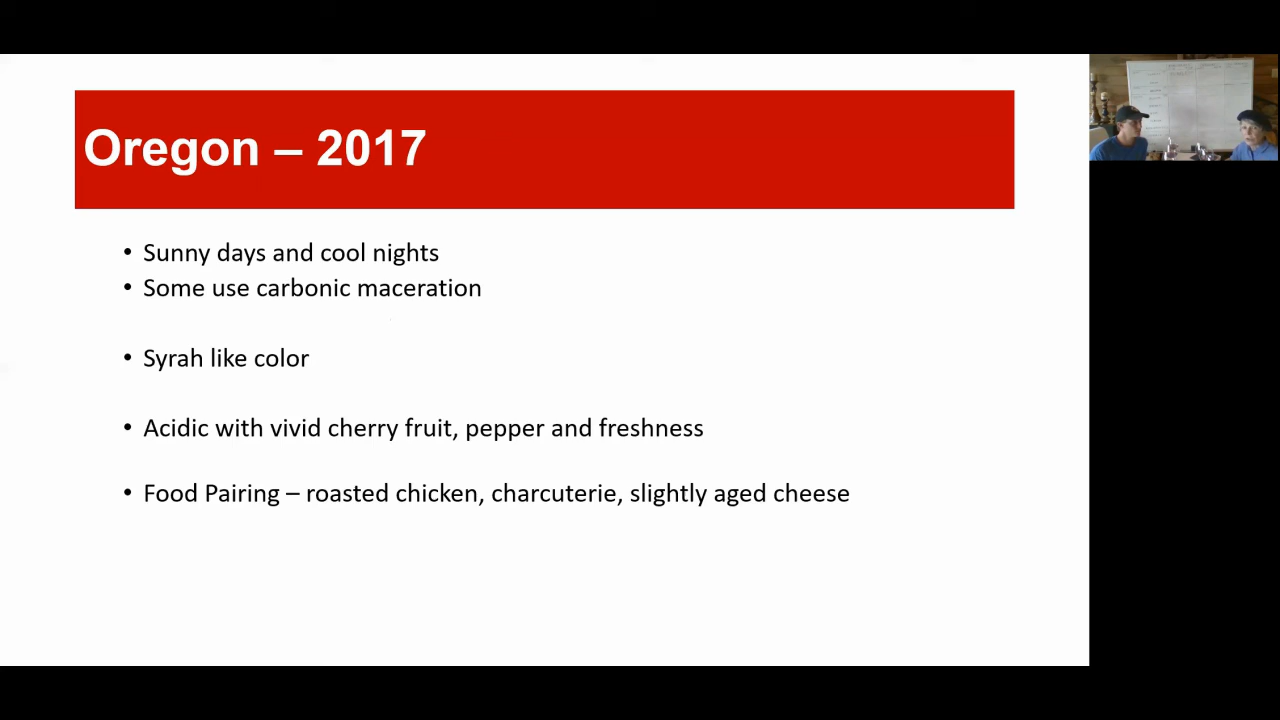 Oregon – 2017
• Sunny days and cool nights
• Some use carbonic maceration
• Syrah like color
• Acidic with vivid cherry fruit, pepper and freshness
• Food Pairing – roasted chicken, charcuterie, slightly aged cheese